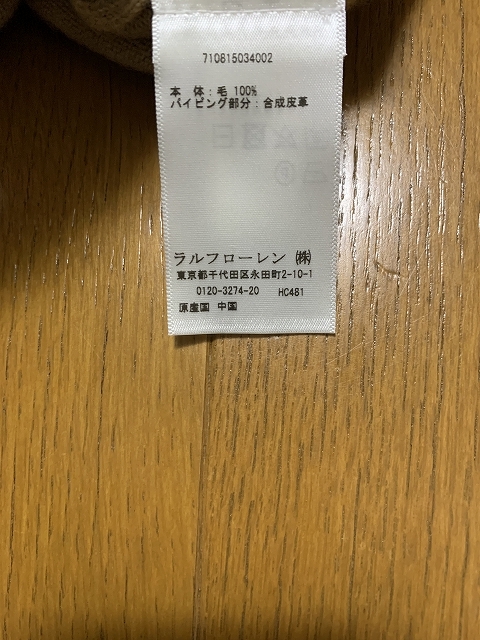 710815034002
本 体：毛 100%
パイピング部分：合成皮革
ラルフローレン ㈱
東京都千代田区永田町2-10-1
0120-3274-20 HC481
原産国 中国